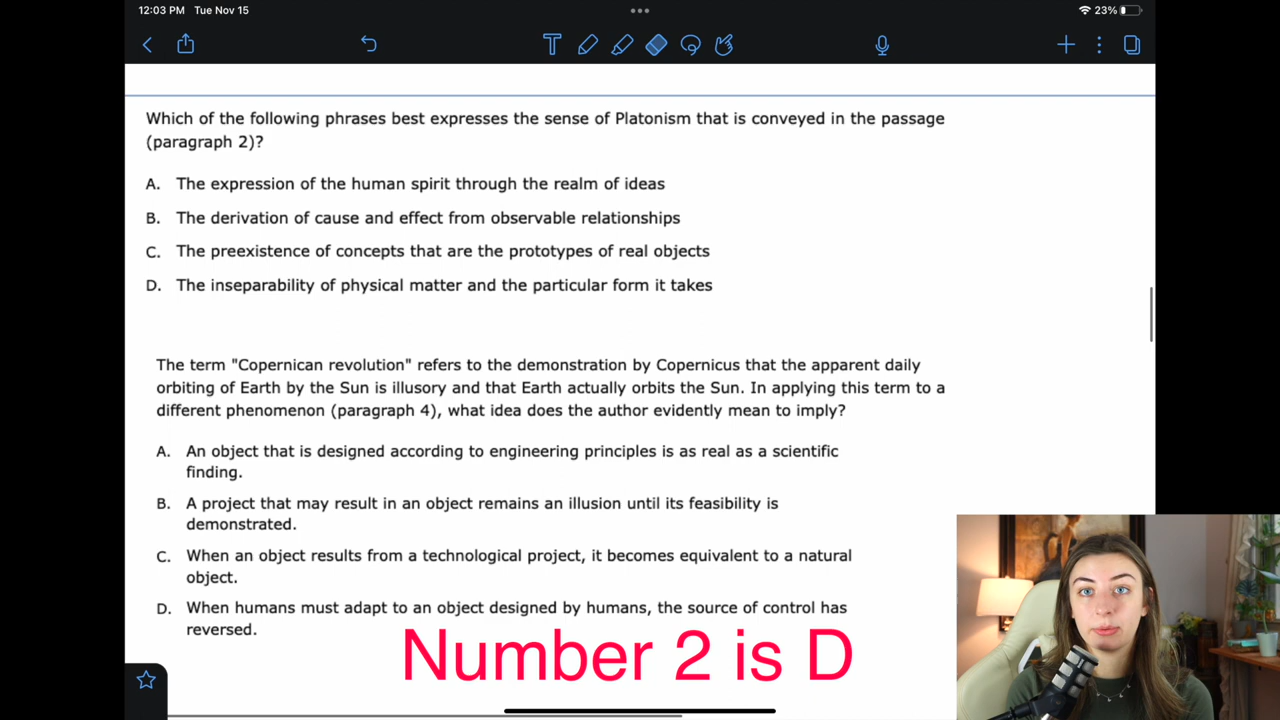 12:03 PM Tue Nov 15
23%
Which of the following phrases best expresses the sense of Platonism that is conveyed in the passage
(paragraph 2)?
A. The expression of the human spirit through the realm of ideas
B. The derivation of cause and effect from observable relationships
C. The preexistence of concepts that are the prototypes of real objects
D. The inseparability of physical matter and the particular form it takes
The term "Copernican revolution" refers to the demonstration by Copernicus that the apparent daily
orbiting of Earth by the Sun is illusory and that Earth actually orbits the Sun. In applying this term to a
different phenomenon (paragraph 4), what idea does the author evidently mean to imply?
A. An object that is designed according to engineering principles is as real as a scientific
finding.
B. A project that may result in an object remains an illusion until its feasibility is
demonstrated.
C. When an object results from a technological project, it becomes equivalent to a natural
object.
D. When humans must adapt to an object designed by humans, the source of control has
reversed.
Number 2 is D